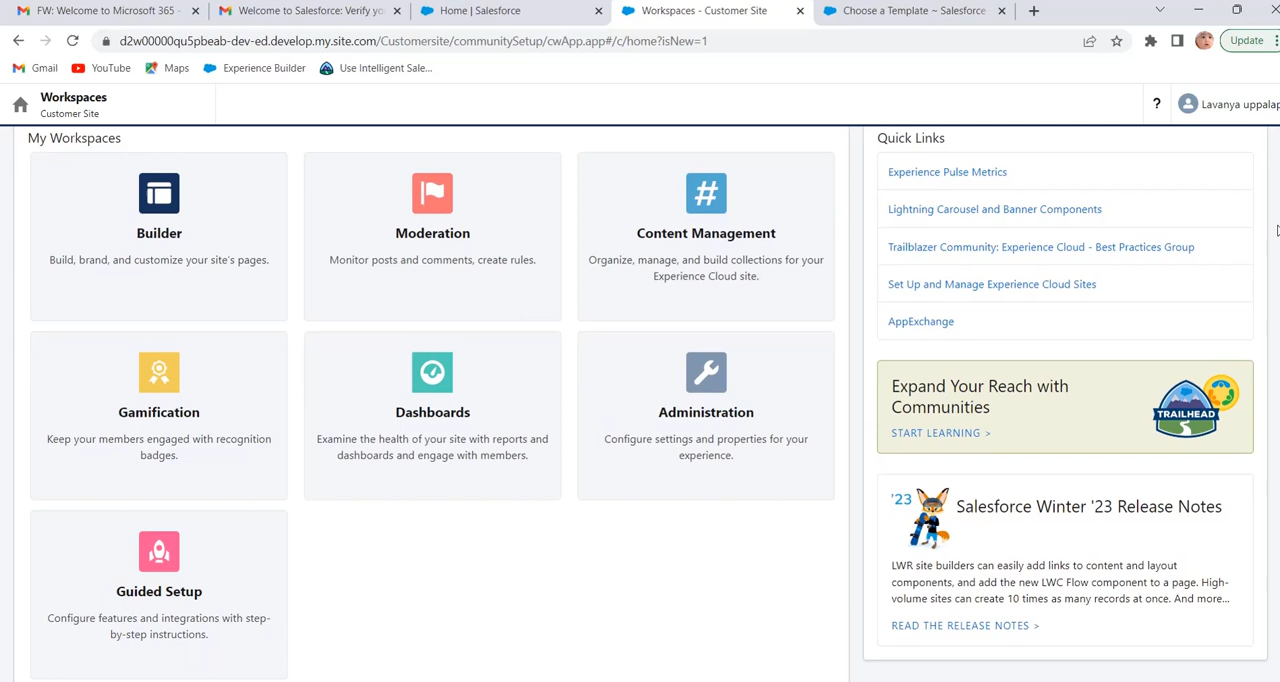 FW: Welcome to Microsoft 365 -
Welcome to Salesforce: Verify yo
Home | Salesforce
Workspaces - Customer Site
Choose a Template ~ Salesforce
d2w00000qu5pbeab-dev-ed.develop.my.site.com/Customersite/communitySetup/cwApp.app#/c/home?isNew=1
Update
Gmail
YouTube
Maps
Experience Builder
Use Intelligent Sale...
Workspaces
Customer Site
?
Lavanya uppalap
My Workspaces
Builder
Build, brand, and customize your site's pages.
Moderation
Monitor posts and comments, create rules.
#
Content Management
Organize, manage, and build collections for your
Experience Cloud site.
Gamification
Keep your members engaged with recognition
badges.
Dashboards
Examine the health of your site with reports and
dashboards and engage with members.
Administration
Configure settings and properties for your
experience.
Guided Setup
Configure features and integrations with step-
by-step instructions.
Quick Links
Experience Pulse Metrics
Lightning Carousel and Banner Components
Trailblazer Community: Experience Cloud - Best Practices Group
Set Up and Manage Experience Cloud Sites
AppExchange
Expand Your Reach with
Communities
START LEARNING >
TRAILHEAD
'23
Salesforce Winter '23 Release Notes
LWR site builders can easily add links to content and layout
components, and add the new LWC Flow component to a page. High-
volume sites can create 10 times as many records at once. And more...
READ THE RELEASE NOTES >